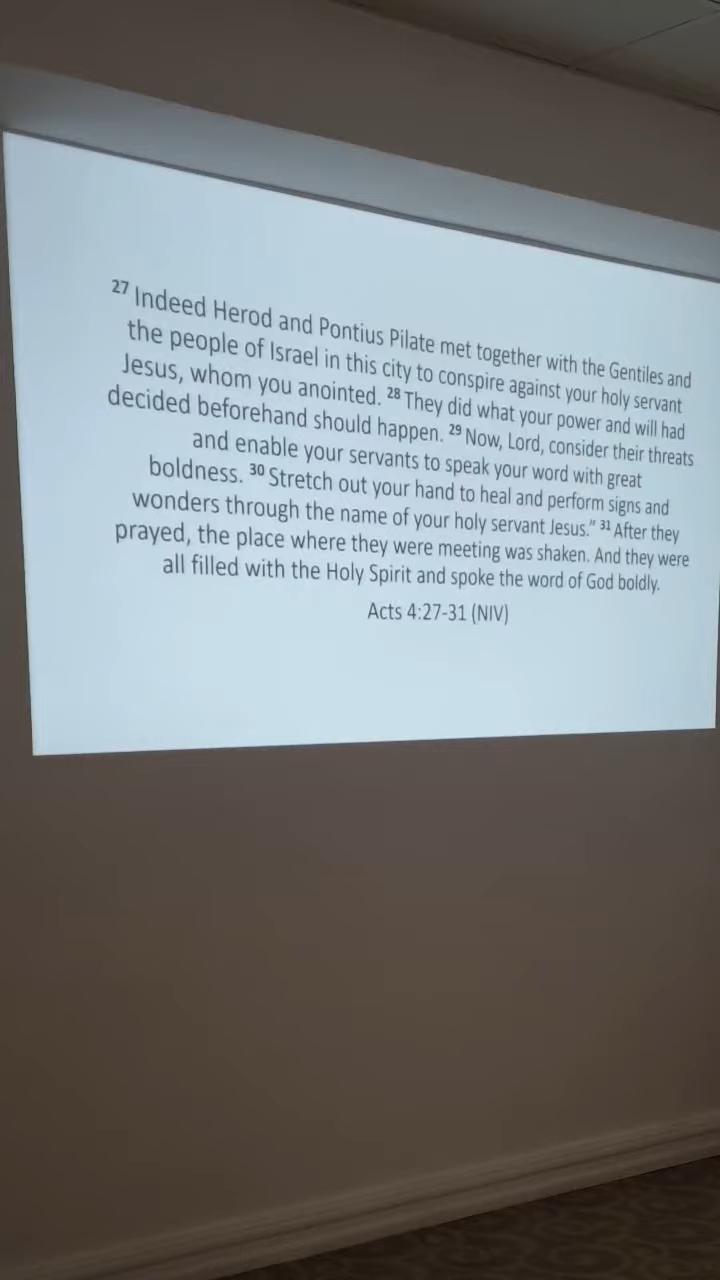 27 Indeed Herod and Pontius Pilate met together with the Gentiles and
the people of Israel in this city to conspire against your holy servant
Jesus, whom you anointed. 28 They did what your power and will had
decided beforehand should happen. 29 Now, Lord, consider their threats
and enable your servants to speak your word with great
boldness. 30 Stretch out your hand to heal and perform signs and
wonders through the name of your holy servant Jesus.” 31 After they
prayed, the place where they were meeting was shaken. And they were
all filled with the Holy Spirit and spoke the word of God boldly.
Acts 4:27-31 (NIV)